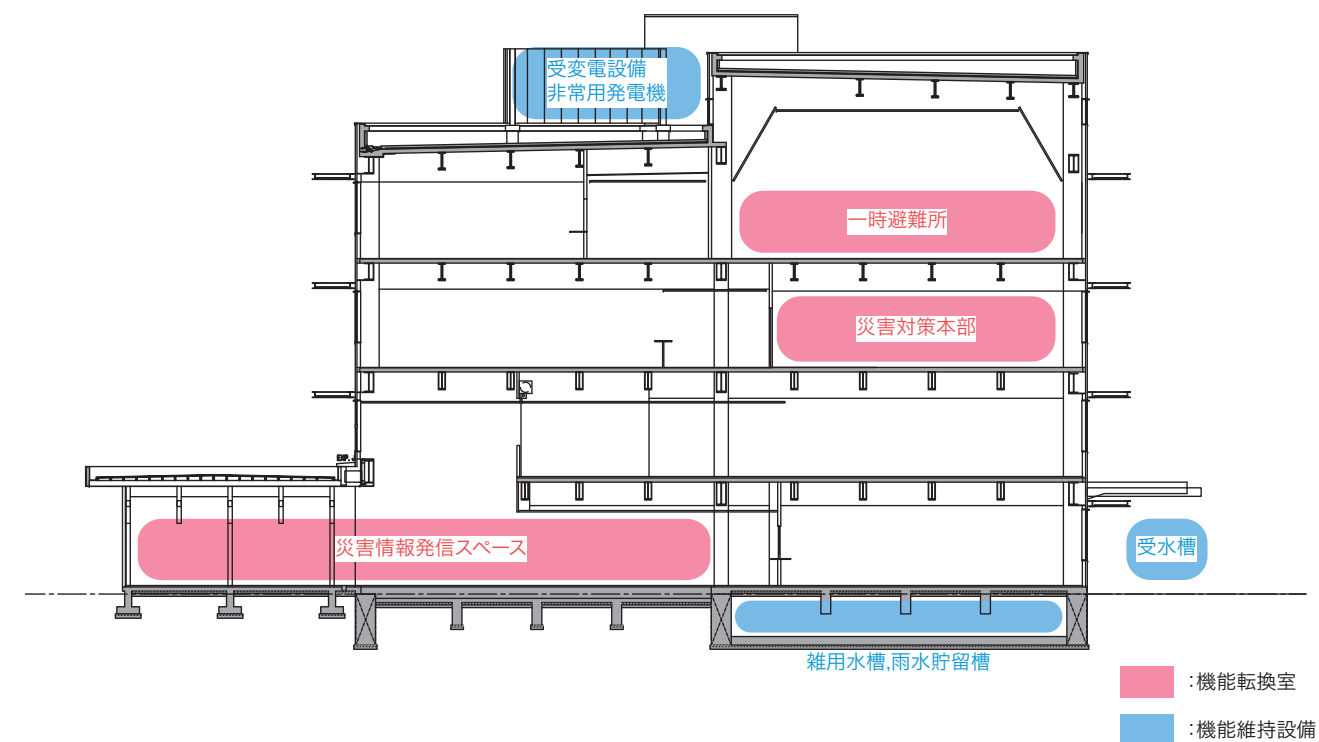 受変電設備
非常用発電機
一時避難所
災害対策本部
EXP.J
災害情報発信スペース
受水槽
雑用水槽,雨水貯留槽
:機能転換室
:機能維持設備